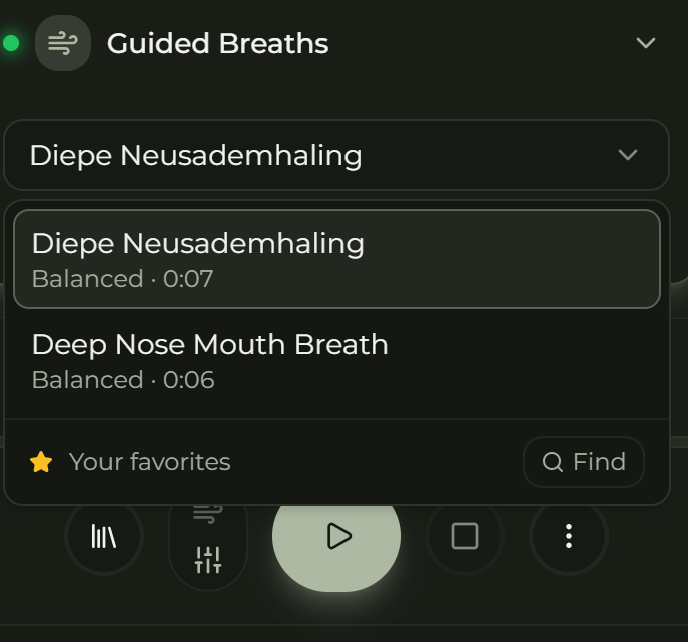 Guided Breaths
Diepe Neusademhaling
Diepe Neusademhaling
Balanced · 0:07
Deep Nose Mouth Breath
Balanced · 0:06
Your favorites
Find